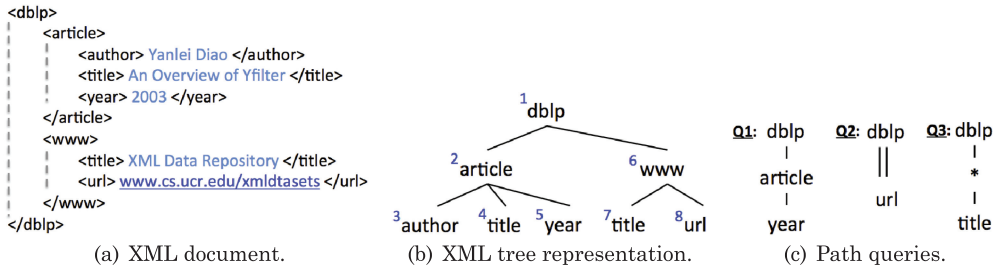 <dblp>
<article>
<author> Yanlei Diao </author>
<title> An Overview of Yfilter </title>
<year> 2003 </year>
</article>
<www>
<title> XML Data Repository </title>
<url> www.cs.ucr.edu/xmldtasets </url>
</www>
</dblp>
(a) XML document.
1 dblp
2 article 6 www
3 author 4 title 5 year 7 title 8 url
(b) XML tree representation.
Q1: dblp Q2: dblp Q3: dblp
article *
url
year title
(c) Path queries.